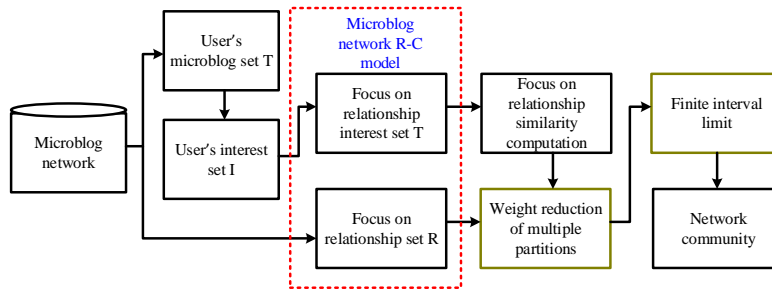 Microblog
network
User's
microblog set T
User's interest
set I
Microblog
network R-C
model
Focus on
relationship
interest set T
Focus on
relationship set R
Focus on
relationship
similarity
computation
Weight reduction
of multiple
partitions
Finite interval
limit
Network
community